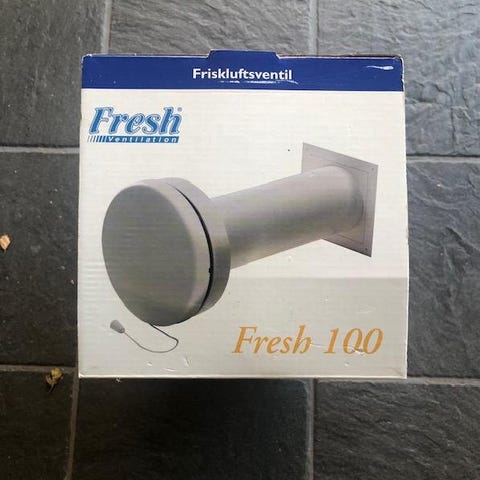 Friskluftsventil
Fresh®
Ventilation
Fresh 100